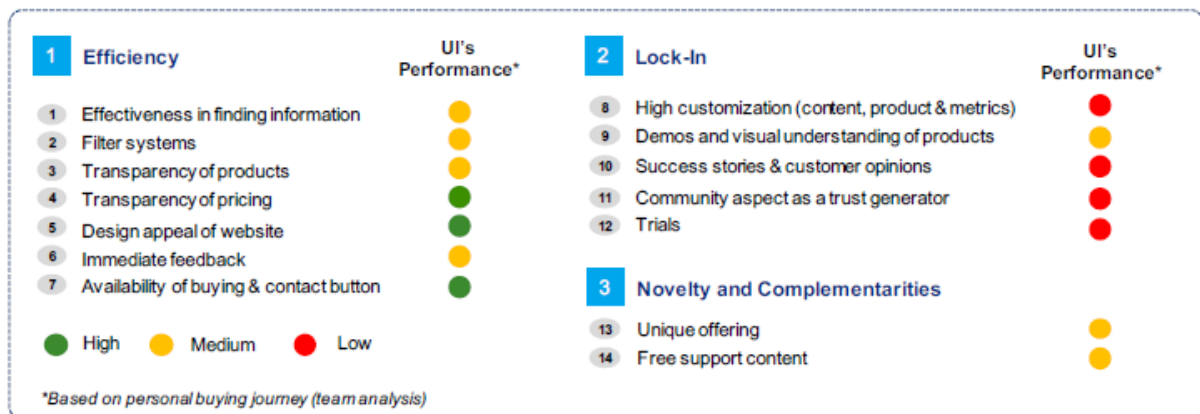 1 Efficiency
UI's
Performance*
1 Effectiveness in finding information
2 Filter systems
3 Transparency of products
4 Transparency of pricing
5 Design appeal of website
6 Immediate feedback
7 Availability of buying & contact button
High Medium Low
*Based on personal buying journey (team analysis)
2 Lock-In
UI's
Performance*
8 High customization (content, product & metrics)
9 Demos and visual understanding of products
10 Success stories & customer opinions
11 Community aspect as a trust generator
12 Trials
3 Novelty and Complementarities
13 Unique offering
14 Free support content